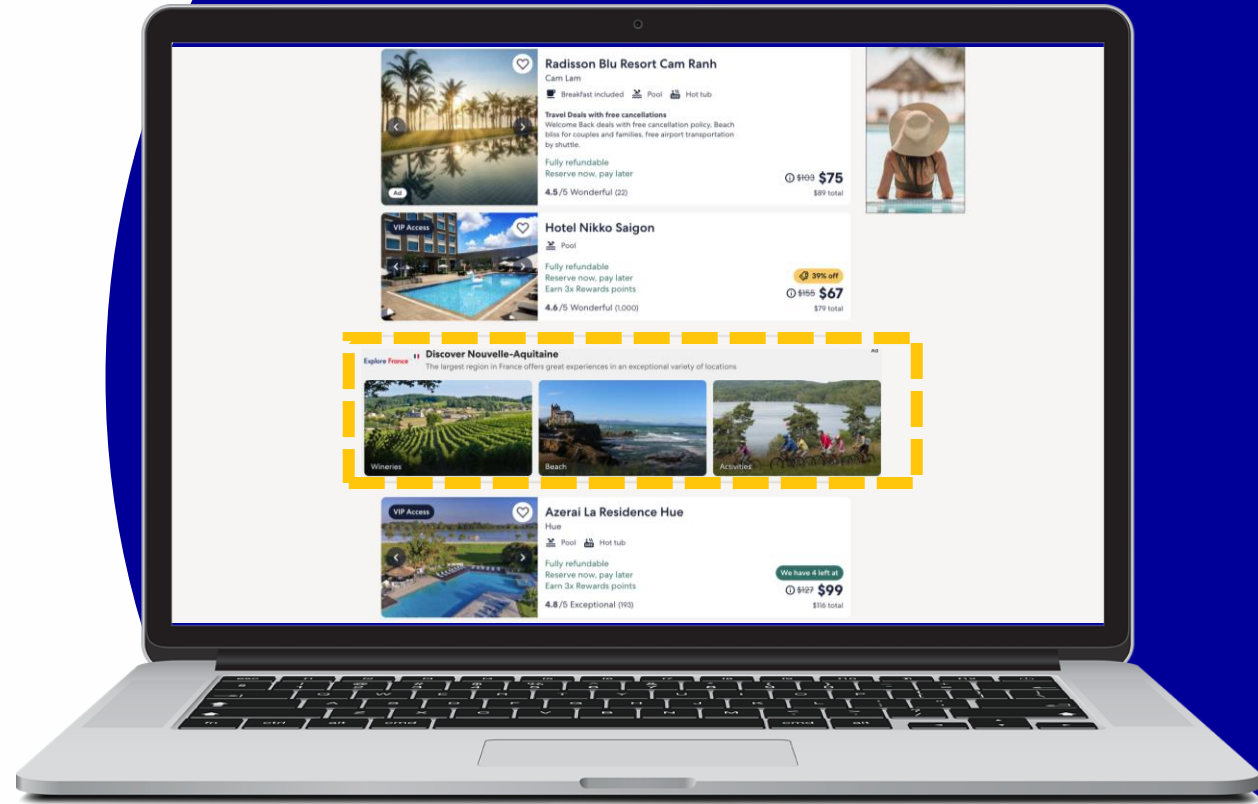 Radisson Blu Resort Cam Ranh
Cam Lam
Breakfast included Pool Hot tub
Travel Deals with free cancellations
Welcome Back deals with free cancellation policy, Beach
bliss for couples and families, free airport transportation
by shuttle.
Fully refundable
Reserve now, pay later
$103 $75
4.5/5 Wonderful (22)
$89 total
Ad
VIP Access
Hotel Nikko Saigon
Pool
Fully refundable
Reserve now, pay later
Earn 3x Rewards points
39% off
$155 $67
4.6/5 Wonderful (1,000)
$79 total
Explore France
Discover Nouvelle-Aquitaine
Ad
The largest region in France offers great experiences in an exceptional variety of locations
Wineries
Beach
Activities
VIP Access
Azerai La Residence Hue
Hue
Pool Hot tub
Fully refundable
Reserve now, pay later
Earn 3x Rewards points
We have 4 left at
$127 $99
4.8/5 Exceptional (193)
$116 total